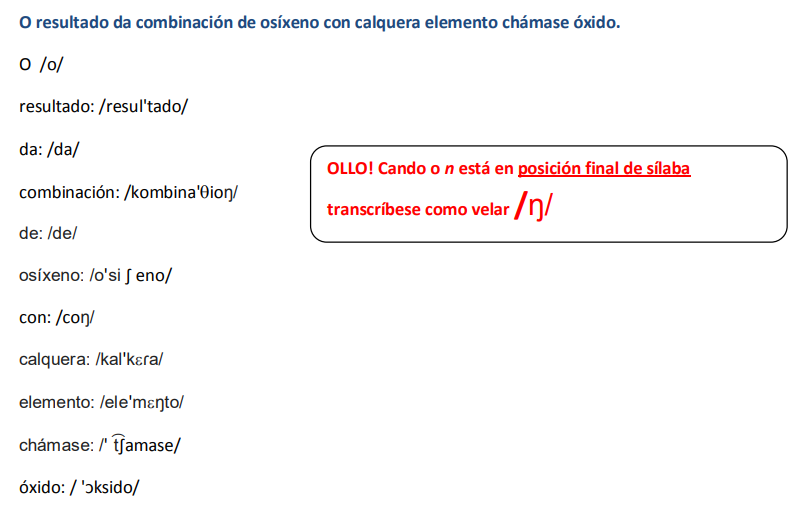 O resultado da combinación de osíxeno con calquera elemento chámase óxido.
O /o/
resultado: /resul'tado/
da: /da/
combinación: /kombina'θioŋ/
de: /de/
osíxeno: /o'si ʃ eno/
con: /coŋ/
calquera: /kal'kɛɾa/
elemento: /ele'mɛŋto/
chámase: /' t͡ʃamase/
óxido: / 'ɔksido/
OLLO! Cando o n está en posición final de sílaba
transcríbese como velar /ŋ/